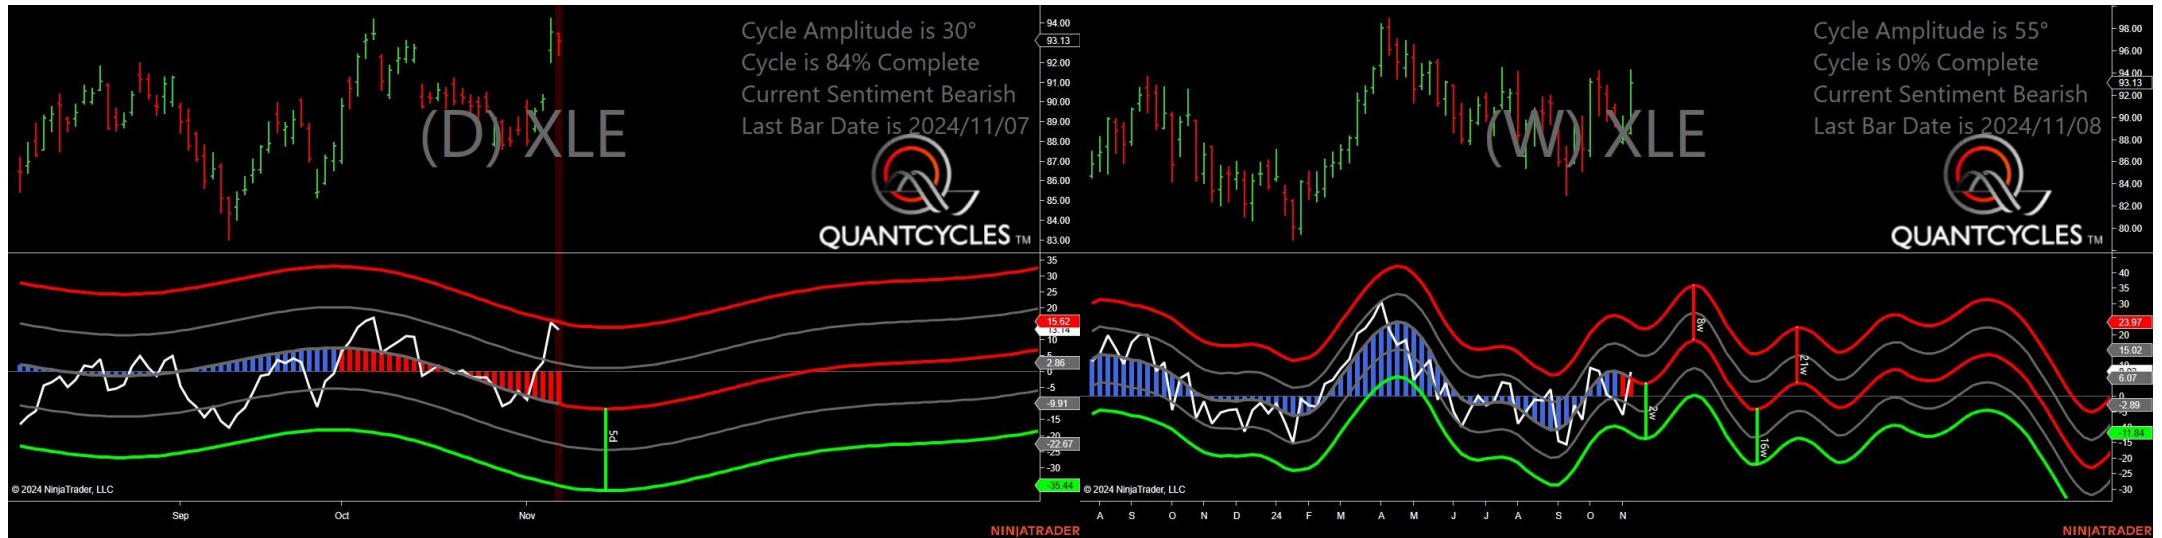 Cycle Amplitude is 30°
Cycle is 84% Complete
Current Sentiment Bearish
Last Bar Date is 2024/11/07
(D) XLE
QUANTCYCLES TM
94.00
93.13
92.00
91.00
90.00
89.00
88.00
87.00
86.00
85.00
84.00
83.00
35
30
25
20
15.62
13.14
10
5
2.86
0
-5
-9.91
-15
-20
-22.67
-25
-30
-35.44
5d
© 2024 NinjaTrader, LLC
Sep
Oct
Nov
NINJATRADER
Cycle Amplitude is 55°
Cycle is 0% Complete
Current Sentiment Bearish
Last Bar Date is 2024/11/08
(W) XLE
QUANTCYCLES TM
98.00
96.00
94.00
93.13
92.00
90.00
88.00
86.00
84.00
82.00
80.00
40
35
30
23.97
20
15.02
6.07
0
-2.89
-11.84
-15
-20
-25
-30
2w
8w
16w
21w
© 2024 NinjaTrader, LLC
A S O N D 24 F M A M J J A S O N
NINJATRADER